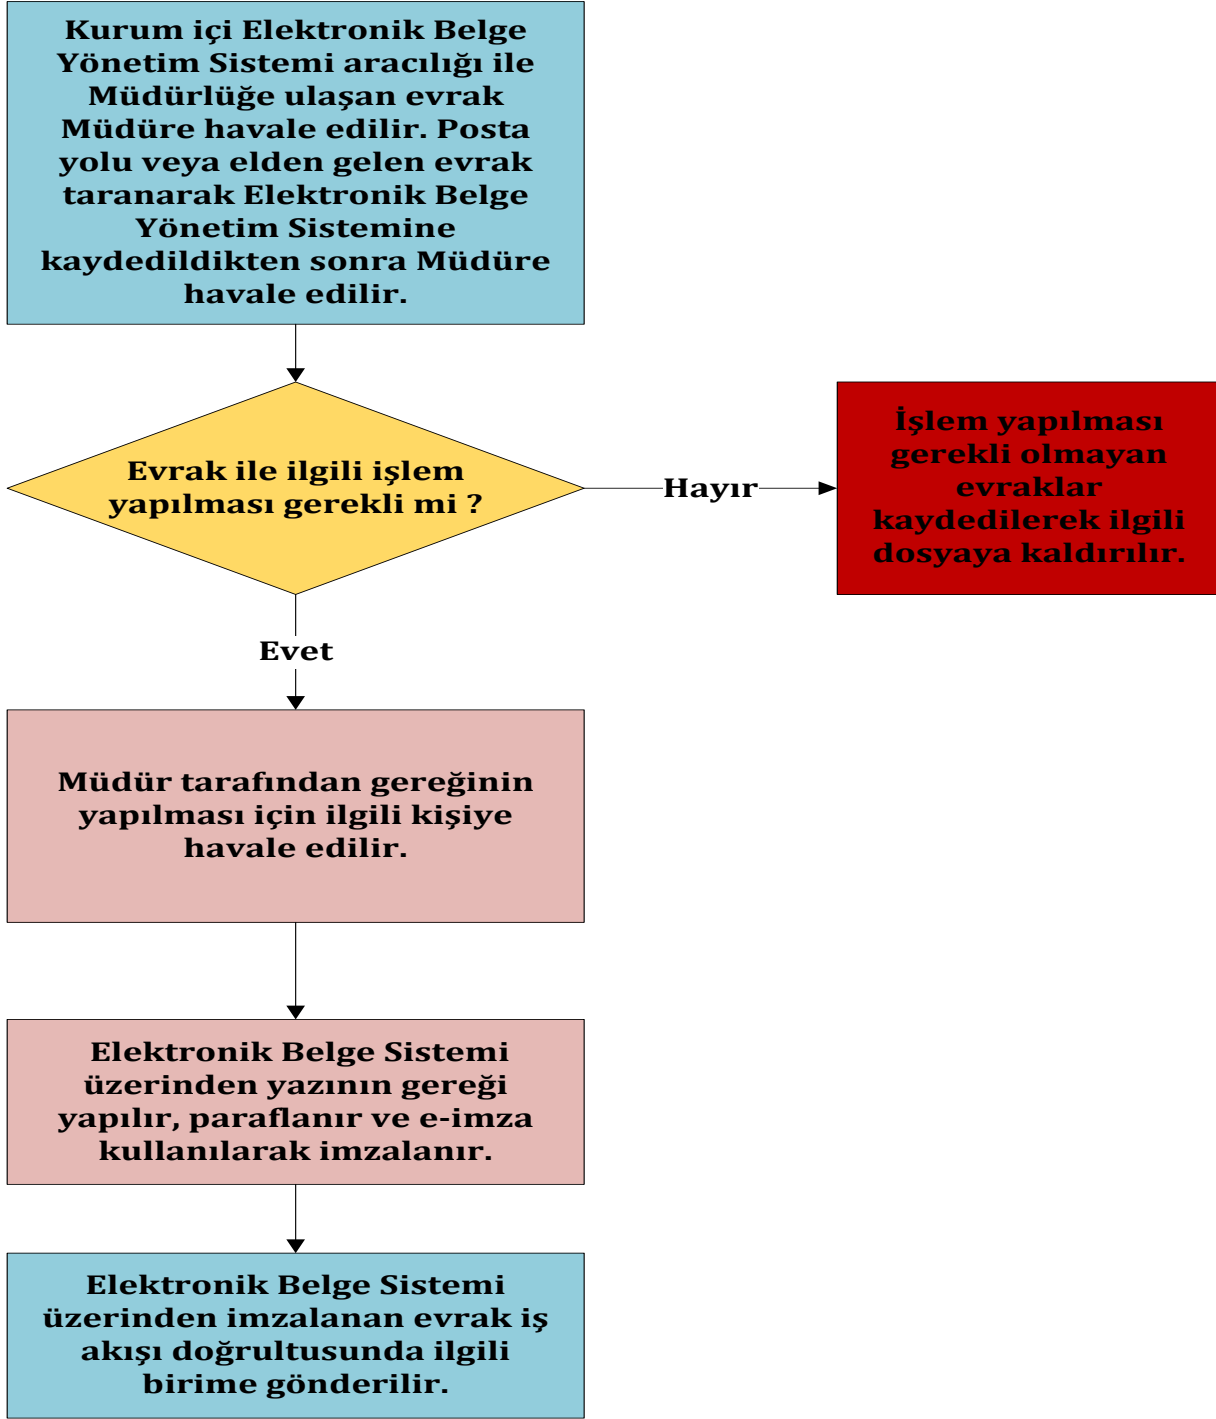 Kurum içi Elektronik Belge
Yönetim Sistemi aracılığı ile
Müdürlüğe ulaşan evrak
Müdüre havale edilir. Posta
yolu veya elden gelen evrak
taranarak Elektronik Belge
Yönetim Sistemine
kaydedildikten sonra Müdüre
havale edilir.
Evrak ile ilgili işlem
yapılması gerekli mi ?
Hayır
İşlem yapılması
gerekli olmayan
evraklar
kaydedilerek ilgili
dosyaya kaldırılır.
Evet
Müdür tarafından gereğinin
yapılması için ilgili kişiye
havale edilir.
Elektronik Belge Sistemi
üzerinden yazının gereği
yapılır, paraflanır ve e-imza
kullanılarak imzalanır.
Elektronik Belge Sistemi
üzerinden imzalanan evrak iş
akışı doğrultusunda ilgili
birime gönderilir.